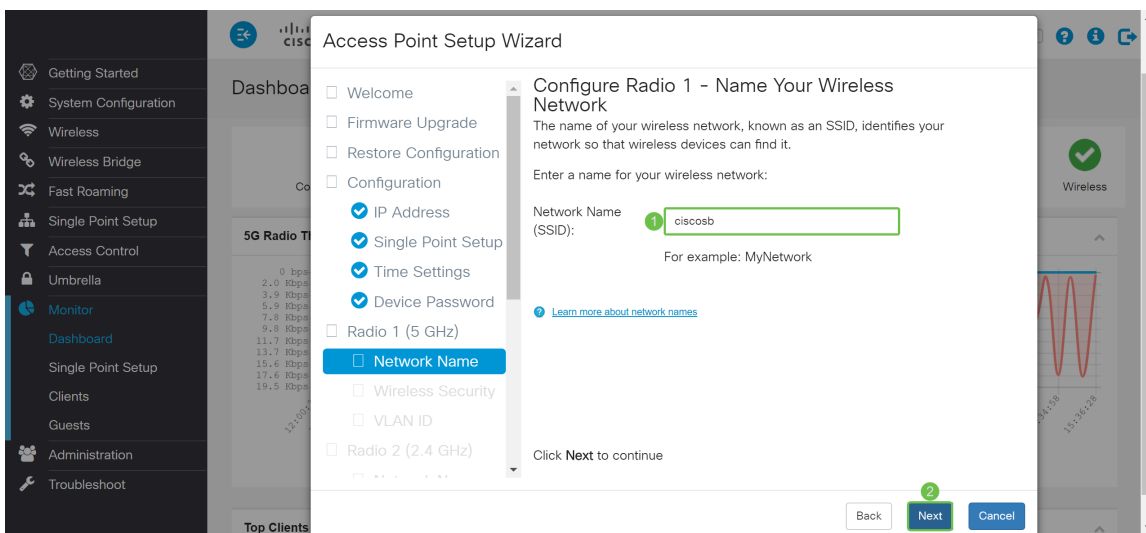 CISC
Access Point Setup Wizard
Getting Started
System Configuration
Wireless
Wireless Bridge
Fast Roaming
Single Point Setup
Access Control
Umbrella
Monitor
Dashboard
Single Point Setup
Clients
Guests
Administration
Troubleshoot
Dashboa
Co
5G Radio T
0 bps
2.0 Kbps
3.9 Kbps
5.9 Kbps
7.8 Kbps
9.8 Kbps
11.7 Kbps
13.7 Kbps
15.6 Kbps
17.6 Kbps
19.5 Kbps
Top Clients
Welcome
Firmware Upgrade
Restore Configuration
Configuration
IP Address
Single Point Setup
Time Settings
Device Password
Radio 1 (5 GHz)
Network Name
Wireless Security
VLAN ID
Radio 2 (2.4 GHz)
Configure Radio 1 - Name Your Wireless
Network
The name of your wireless network, known as an SSID, identifies your
network so that wireless devices can find it.
Enter a name for your wireless network:
Network Name
(SSID):
1
ciscosb
For example: MyNetwork
? Learn more about network names
Click Next to continue
2
Back
Next
Cancel
Wireless
15:36:28